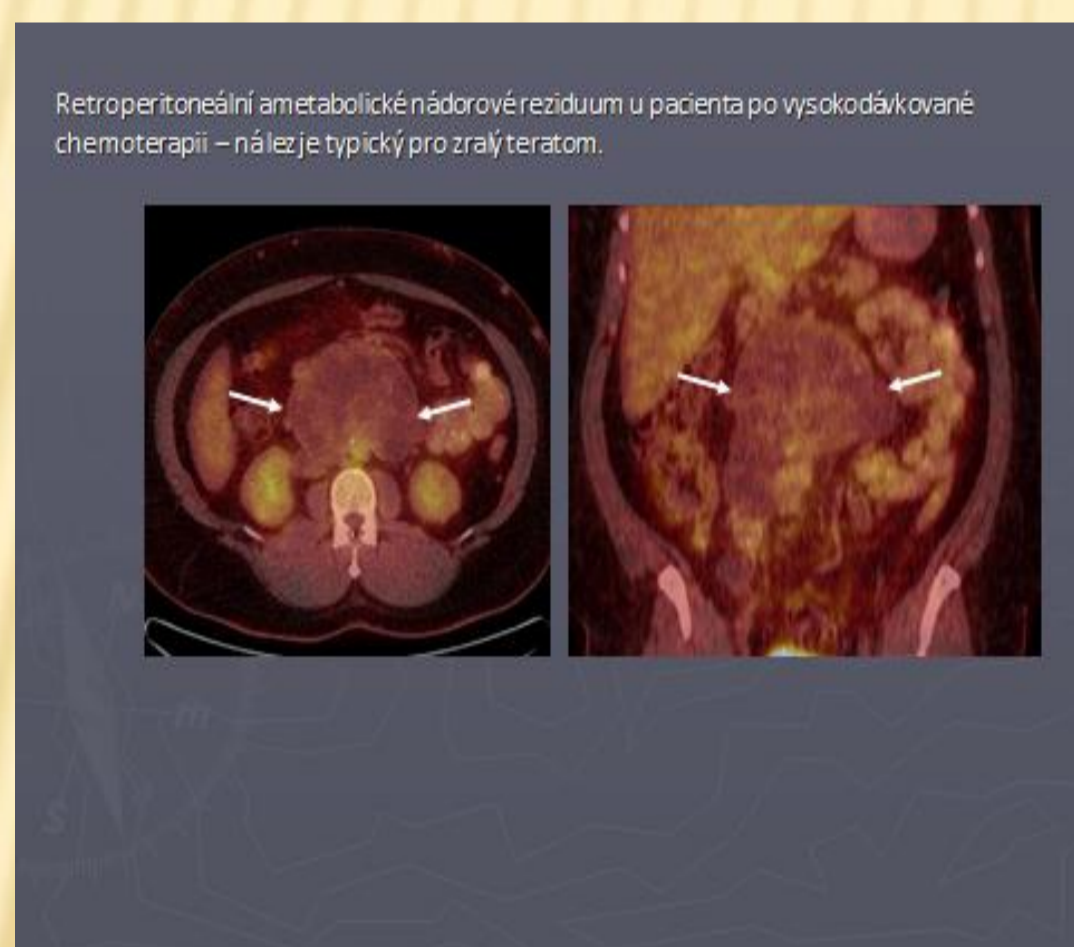 Retroperitoneální ametabolické nádorové reziduum u pacienta po vysokodávkované
chemoterapii – nález je typický pro zralý teratom.